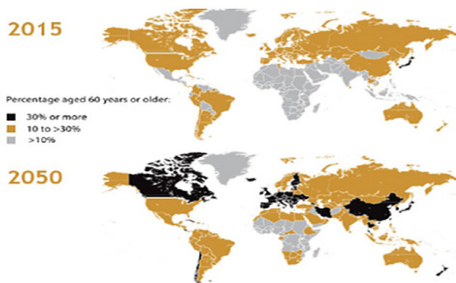 2015
Percentage aged 60 years or older:
30% or more
10 to >30%
>10%
2050